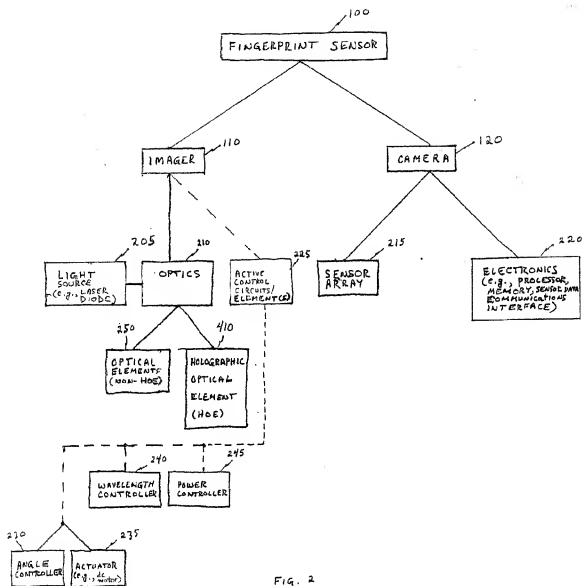 100
FINGERPRINT SENSOR
IMAGER
110
CAMERA
120
205
LIGHT
SOURCE
(e.g., LASER
DIODE)
210
OPTICS
225
ACTIVE
CONTROL
CIRCUITS/
ELEMENT(S)
215
SENSOR
ARRAY
220
ELECTRONICS
(e.g., PROCESSOR,
MEMORY, SENSOR DATA
COMMUNICATIONS
INTERFACE)
250
OPTICAL
ELEMENTS
(NON-HOE)
410
HOLOGRAPHIC
OPTICAL
ELEMENT
(HOE)
240
WAVELENGTH
CONTROLLER
245
POWER
CONTROLLER
230
ANGLE
CONTROLLER
235
ACTUATOR
(e.g., dc
motor)
FIG. 2